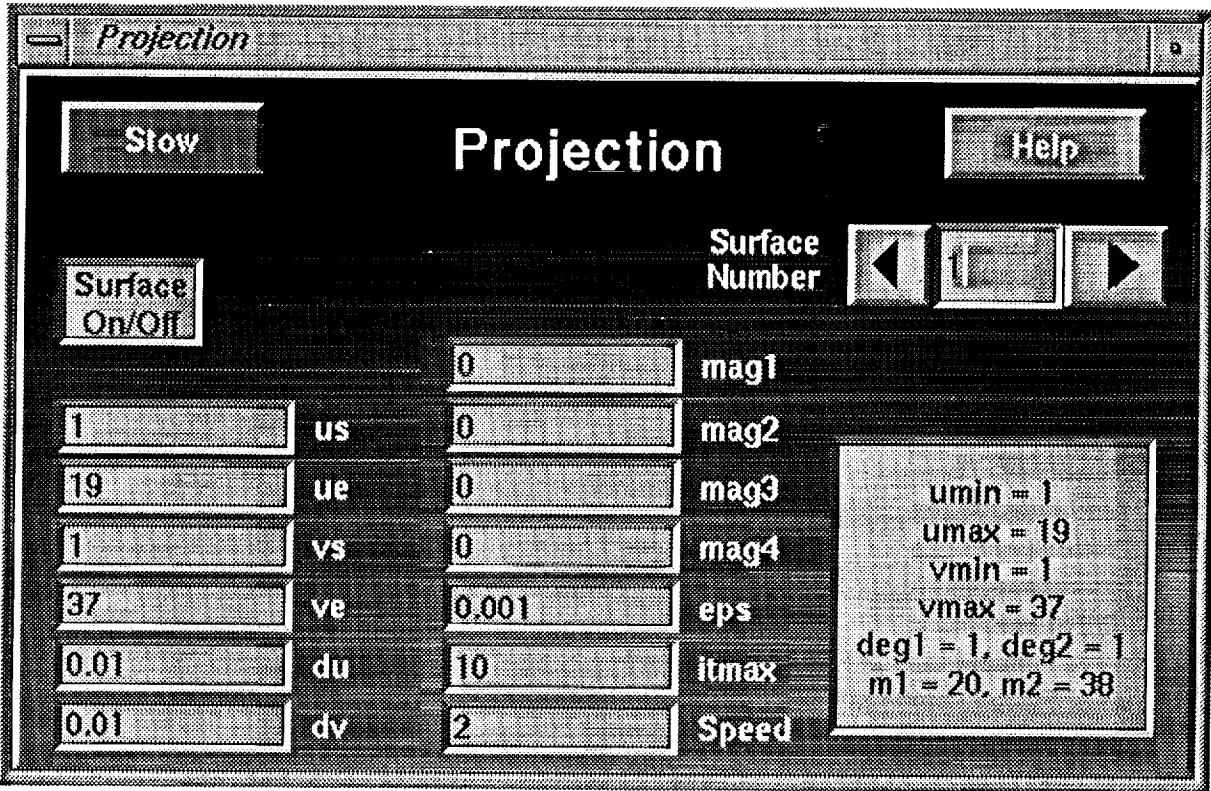 Projection
Stow
Projection
Help
Surface
Number
1
Surface
On/Off
0 mag1
1 us
0 mag2
19 ue
0 mag3
1 vs
0 mag4
37 ve
0.001 eps
0.01 du
10 itmax
0.01 dv
2 Speed
umin = 1
umax = 19
vmin = 1
vmax = 37
deg1 = 1, deg2 = 1
m1 = 20, m2 = 38